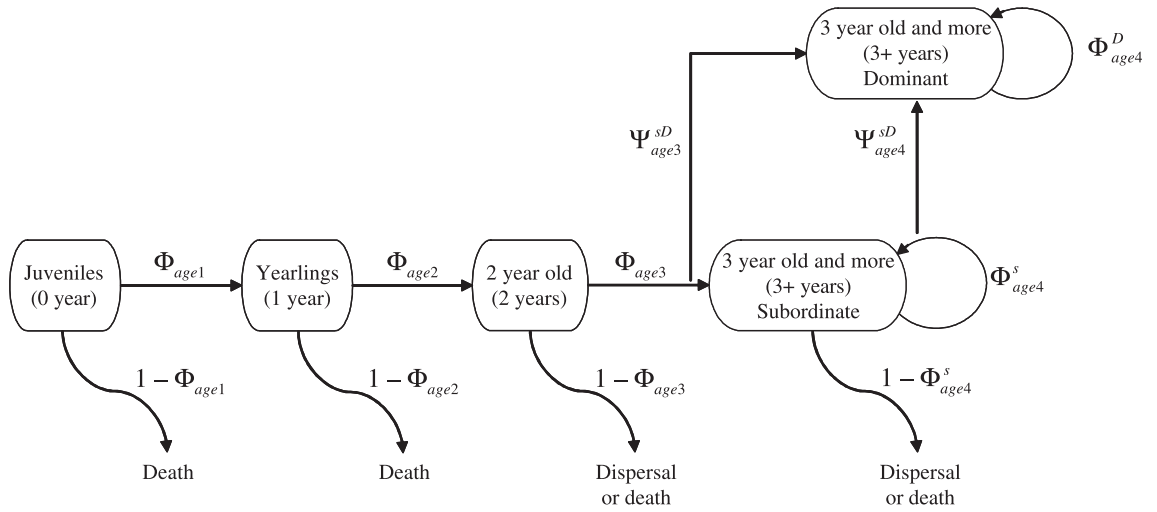 3 year old and more
(3+ years)
Dominant
Φ^D_age4
Ψ^sD_age3
Ψ^sD_age4
Juveniles
(0 year)
Φ_age1
Yearlings
(1 year)
Φ_age2
2 year old
(2 years)
Φ_age3
3 year old and more
(3+ years)
Subordinate
Φ^s_age4
1 − Φ_age1
1 − Φ_age2
1 − Φ_age3
1 − Φ^s_age4
Death
Death
Dispersal
or death
Dispersal
or death